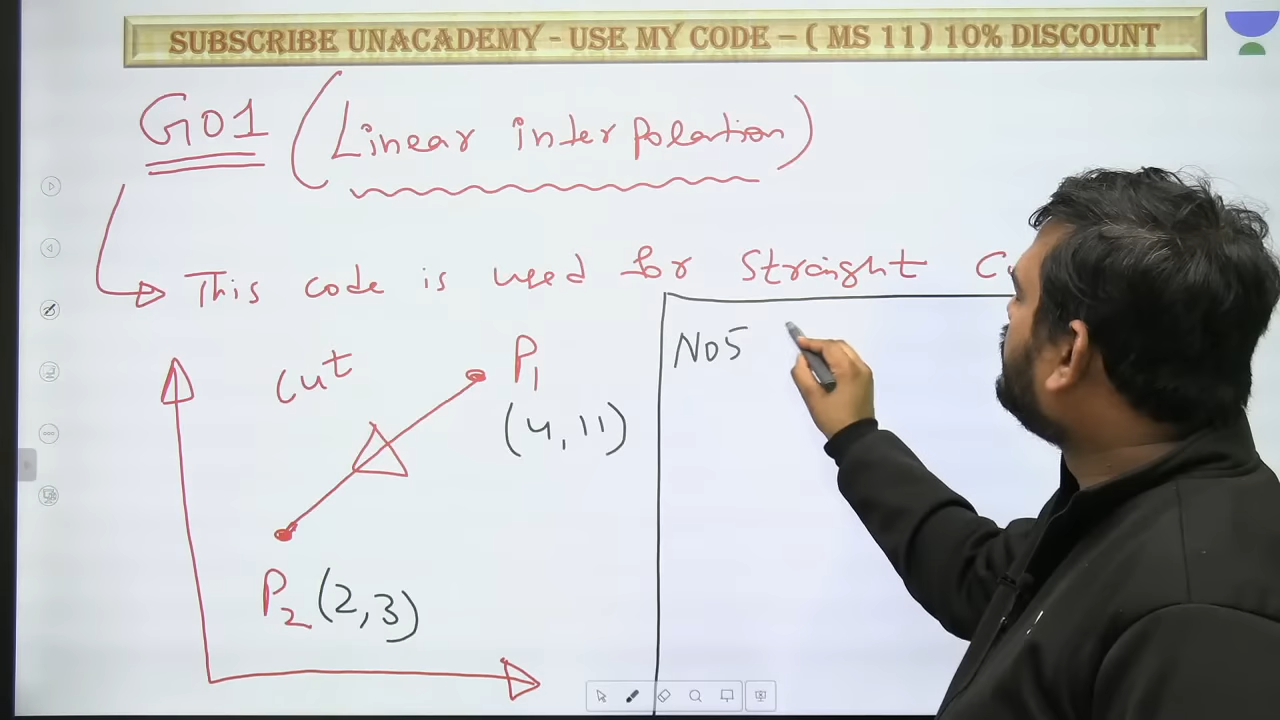 SUBSCRIBE UNACADEMY - USE MY CODE – ( MS 11) 10% DISCOUNT
G01 (Linear interpolation)
This code is used for Straight
cut
P1
(4,11)
P2 (2,3)
N05